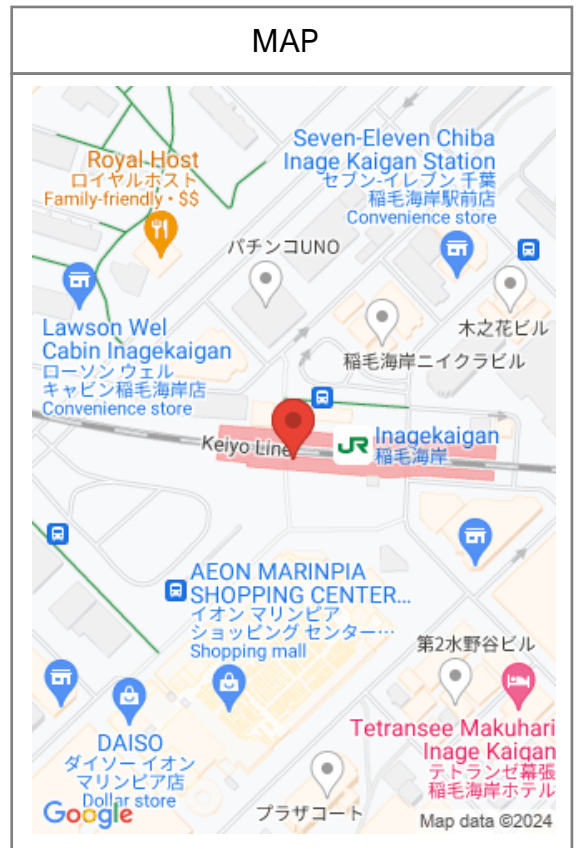 MAP
Seven-Eleven Chiba
Inage Kaigan Station
セブン-イレブン 千葉
稲毛海岸駅前店
Convenience store
Royal Host
ロイヤルホスト
Family-friendly • $$
パチンコUNO
木之花ビル
Lawson Wel
Cabin Inagekaigan
ローソン ウェル
キャビン稲毛海岸店
Convenience store
稲毛海岸ニイクラビル
Keiyo Line
JR
Inagekaigan
稲毛海岸
AEON MARINPIA
SHOPPING CENTER...
イオン マリンピア
ショッピング センター…
Shopping mall
第2水野谷ビル
Tetransee Makuhari
Inage Kaigan
テトランゼ幕張
稲毛海岸ホテル
DAISO
ダイソー イオン
マリンピア店
Dollar store
プラザコート
Google
Map data ©2024